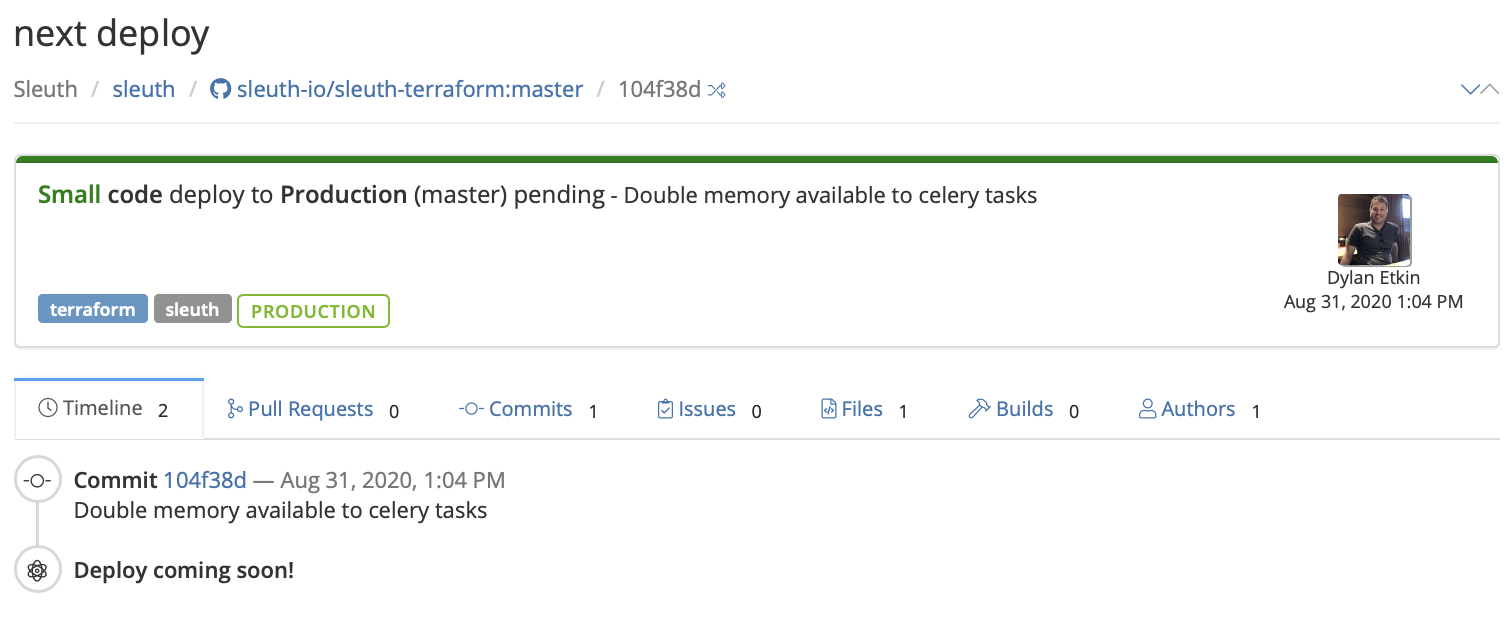 next deploy
Sleuth / sleuth / sleuth-io/sleuth-terraform:master / 104f38d
Small code deploy to Production (master) pending - Double memory available to celery tasks
Dylan Etkin
Aug 31, 2020 1:04 PM
terraform sleuth PRODUCTION
Timeline 2 Pull Requests 0 Commits 1 Issues 0 Files 1 Builds 0 Authors 1
Commit 104f38d — Aug 31, 2020, 1:04 PM
Double memory available to celery tasks
Deploy coming soon!